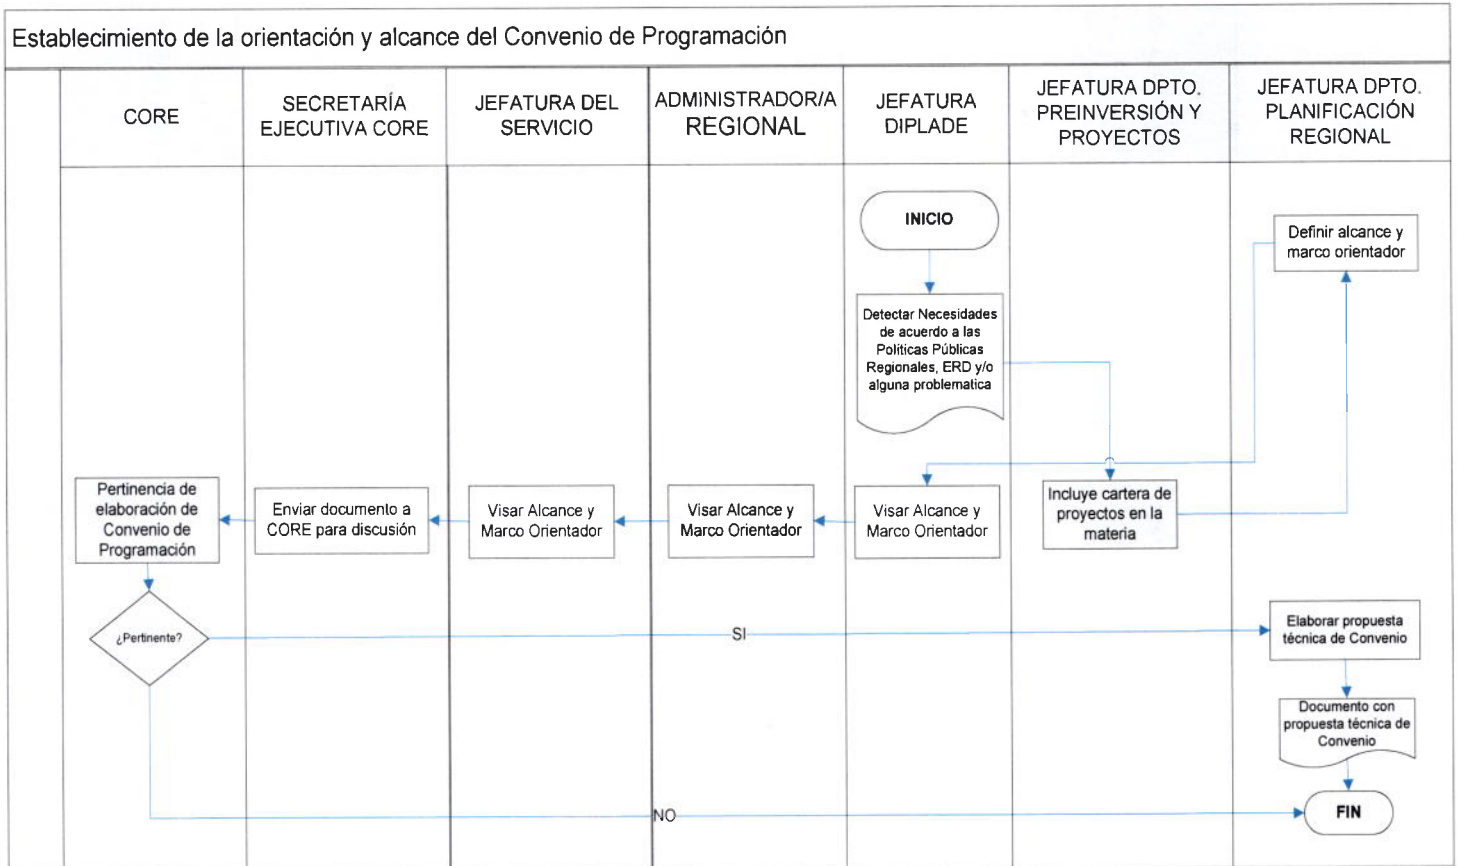 Establecimiento de la orientación y alcance del Convenio de Programación
CORE
SECRETARÍA
EJECUTIVA CORE
JEFATURA DEL
SERVICIO
ADMINISTRADOR/A
REGIONAL
JEFATURA
DIPLADE
JEFATURA DPTO.
PREINVERSIÓN Y
PROYECTOS
JEFATURA DPTO.
PLANIFICACIÓN
REGIONAL
INICIO
Definir alcance y
marco orientador
Detectar Necesidades
de acuerdo a las
Políticas Públicas
Regionales, ERD y/o
alguna problematica
Pertinencia de
elaboración de
Convenio de
Programación
Enviar documento a
CORE para discusión
Visar Alcance y
Marco Orientador
Visar Alcance y
Marco Orientador
Visar Alcance y
Marco Orientador
Incluye cartera de
proyectos en la
materia
¿Pertinente?
SI
Elaborar propuesta
técnica de Convenio
Documento con
propuesta técnica de
Convenio
NO
FIN